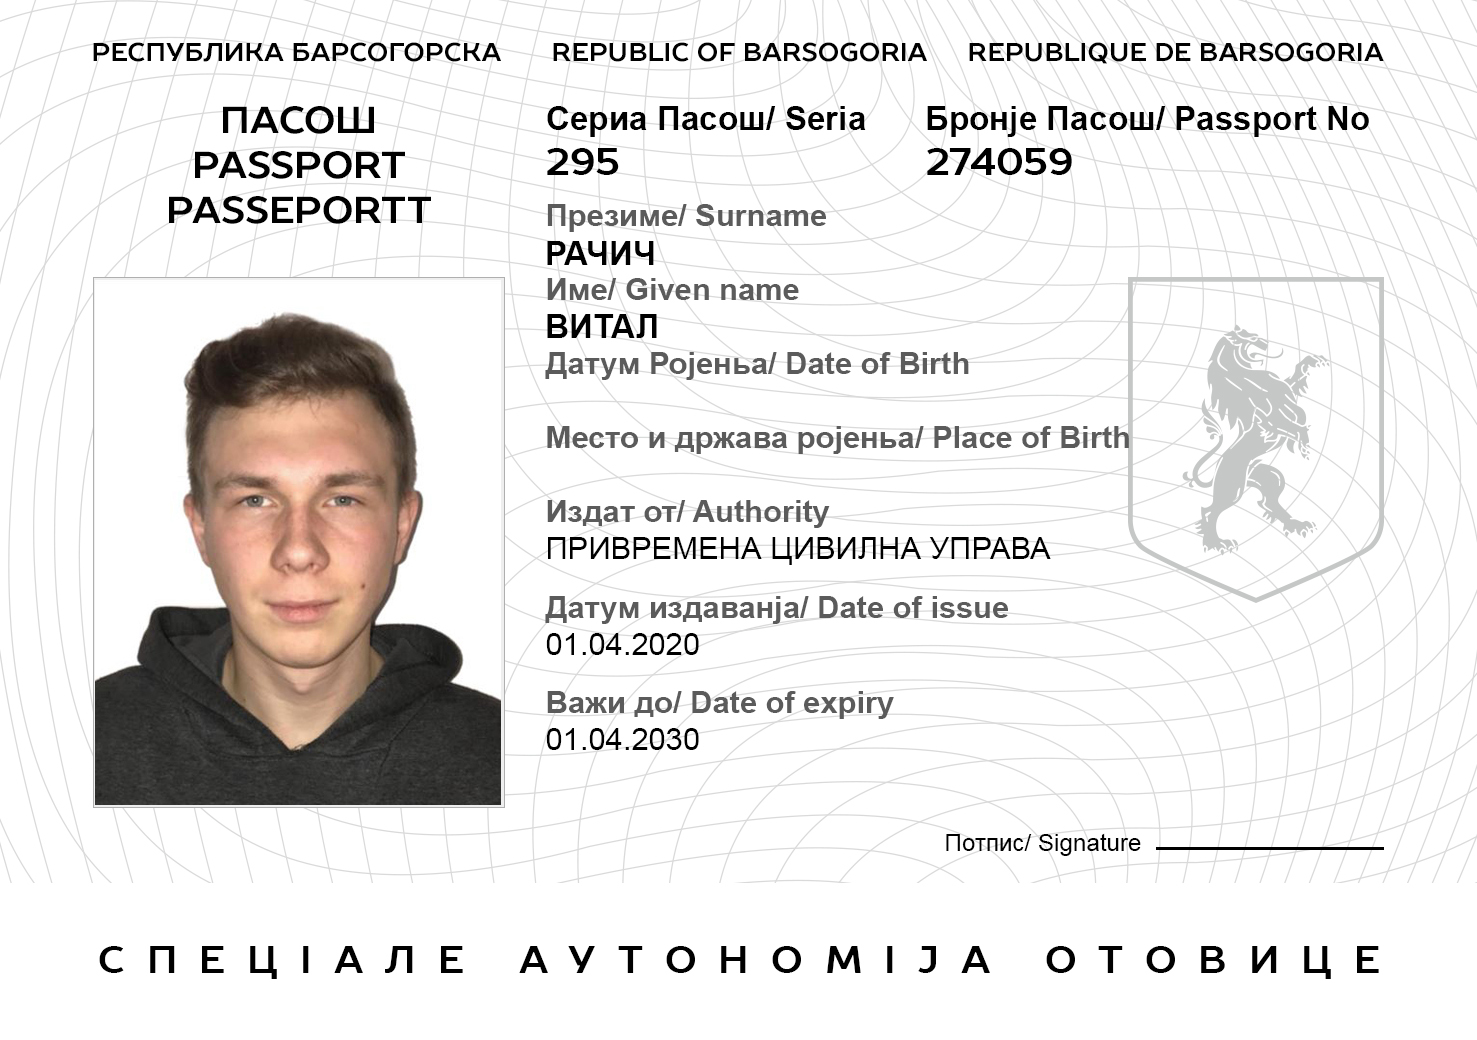 РЕСПУБЛИКА БАРСОГОРСКА REPUBLIC OF BARSOGORIA REPUBLIQUE DE BARSOGORIA
ПАСОШ
PASSPORT
PASSEPORTT
Сериа Пасош/ Seria Бронје Пасош/ Passport No
295 274059
Презиме/ Surname
РАЧИЧ
Име/ Given name
ВИТАЛ
Датум Ројења/ Date of Birth
Место и држава ројења/ Place of Birth
Издат от/ Authority
ПРИВРЕМЕНА ЦИВИЛНА УПРАВА
Датум издаванја/ Date of issue
01.04.2020
Важи до/ Date of expiry
01.04.2030
Потпис/ Signature
СПЕЦІАЛЕ АУТОНОМІЈА ОТОВИЦЕ